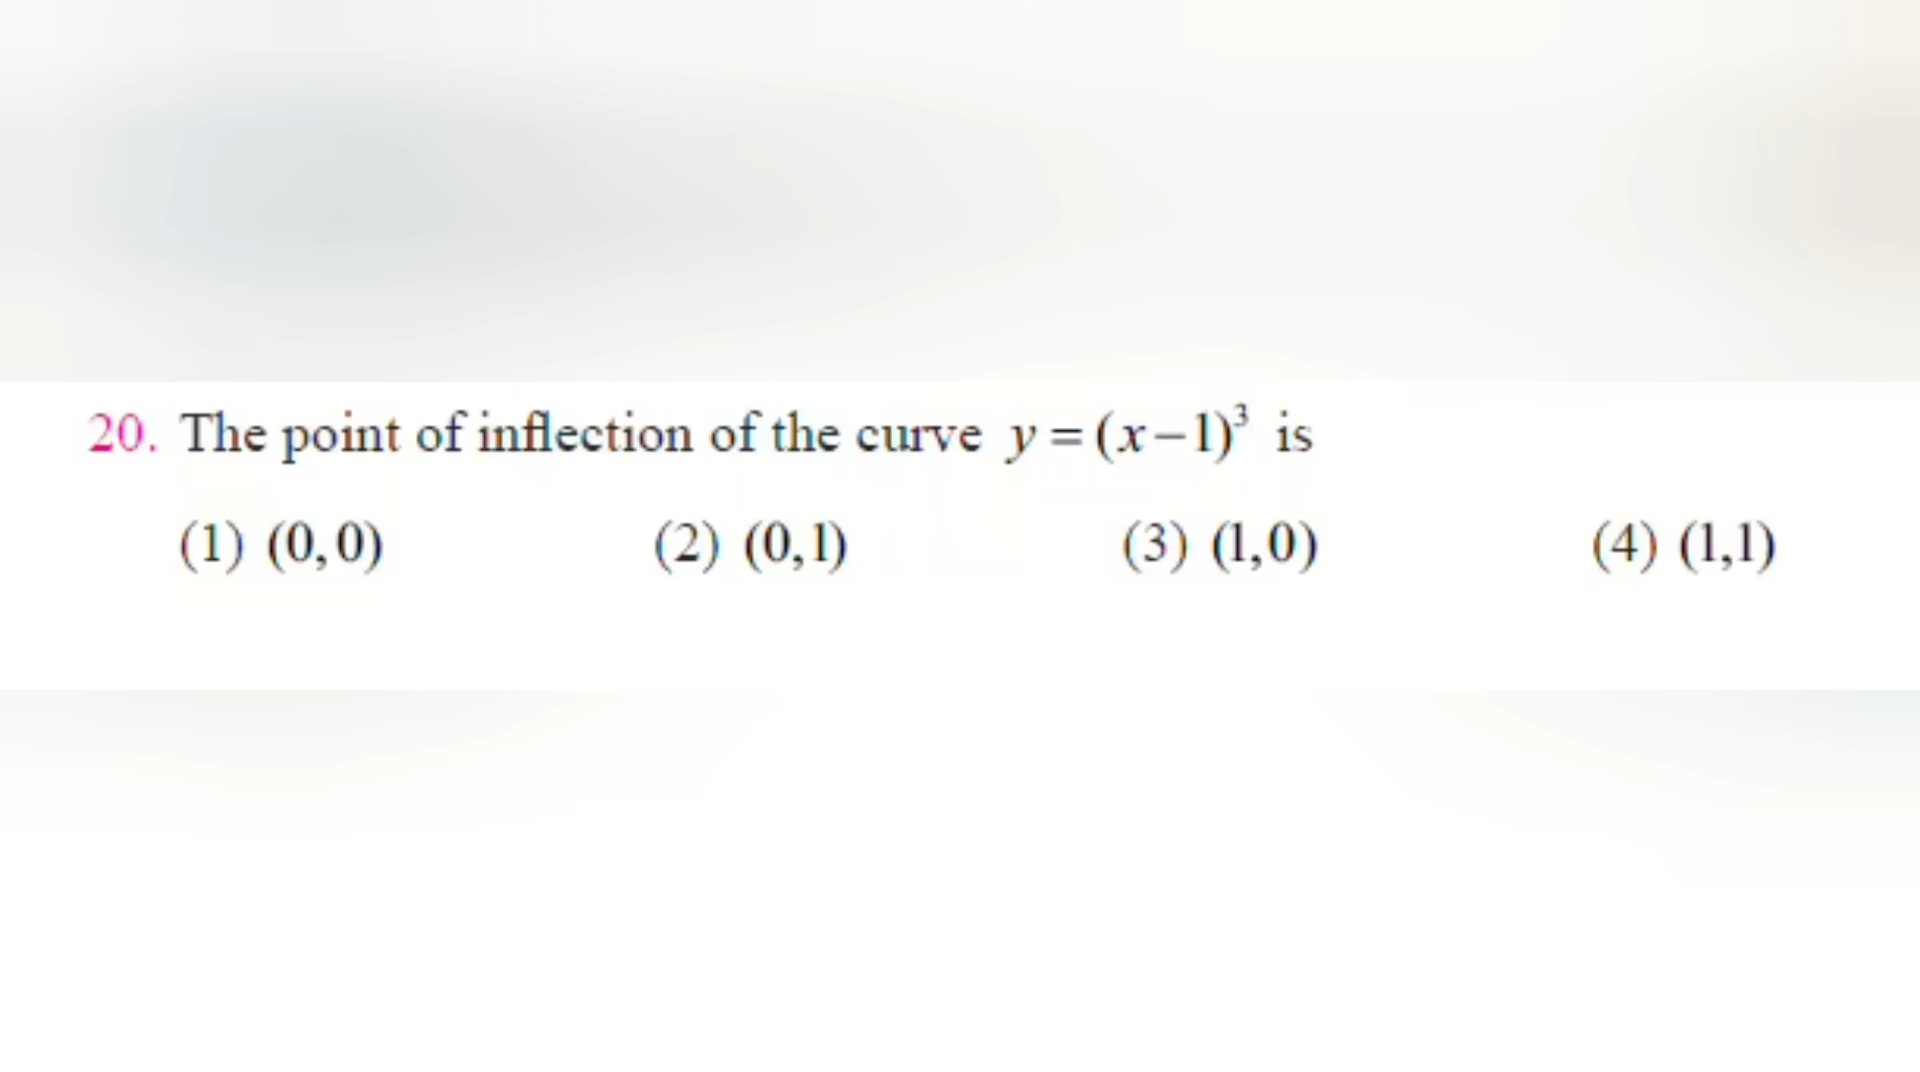 20. The point of inflection of the curve y = (x−1)³ is
(1) (0,0) (2) (0,1) (3) (1,0) (4) (1,1)